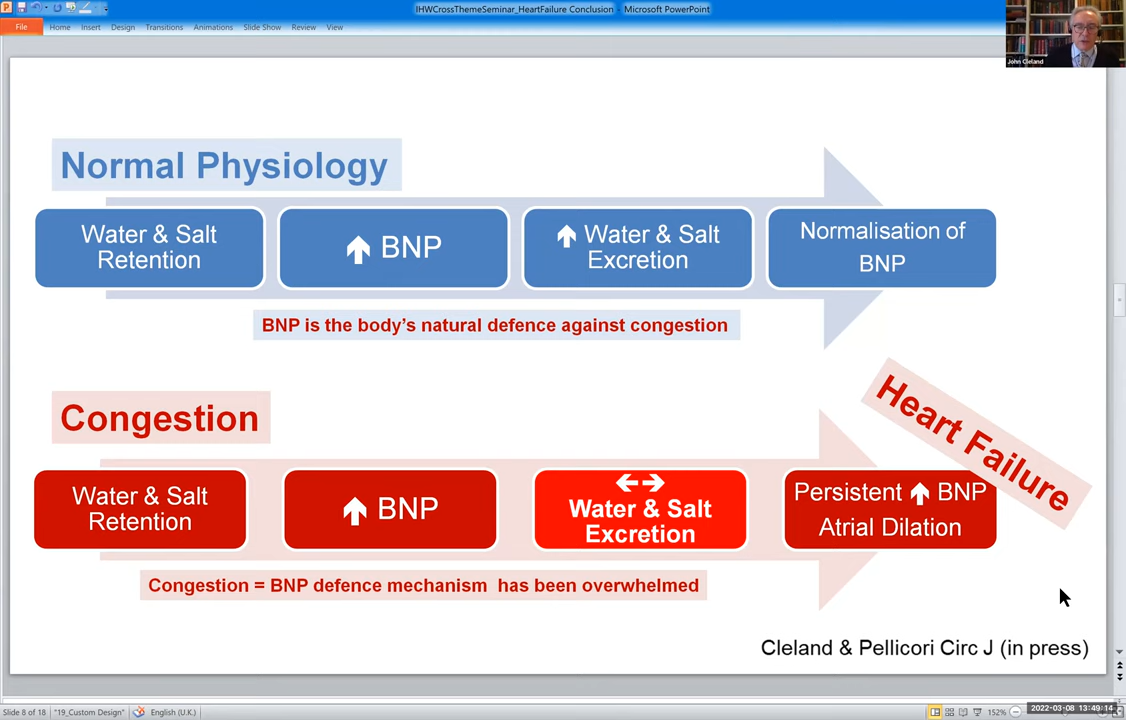 IHWCrossThemeSeminar_HeartFailure Conclusion - Microsoft PowerPoint
File Home Insert Design Transitions Animations Slide Show Review View
John Cleland
Normal Physiology
Water & Salt
Retention
⬆ BNP
⬆ Water & Salt
Excretion
Normalisation of
BNP
BNP is the body's natural defence against congestion
Heart Failure
Congestion
Water & Salt
Retention
⬆ BNP
Water & Salt
Excretion
Persistent ⬆ BNP
Atrial Dilation
Congestion = BNP defence mechanism has been overwhelmed
Cleland & Pellicori Circ J (in press)
Slide 8 of 18 "19_Custom Design" English (U.K.) 152% 2022-03-08 13:49:14